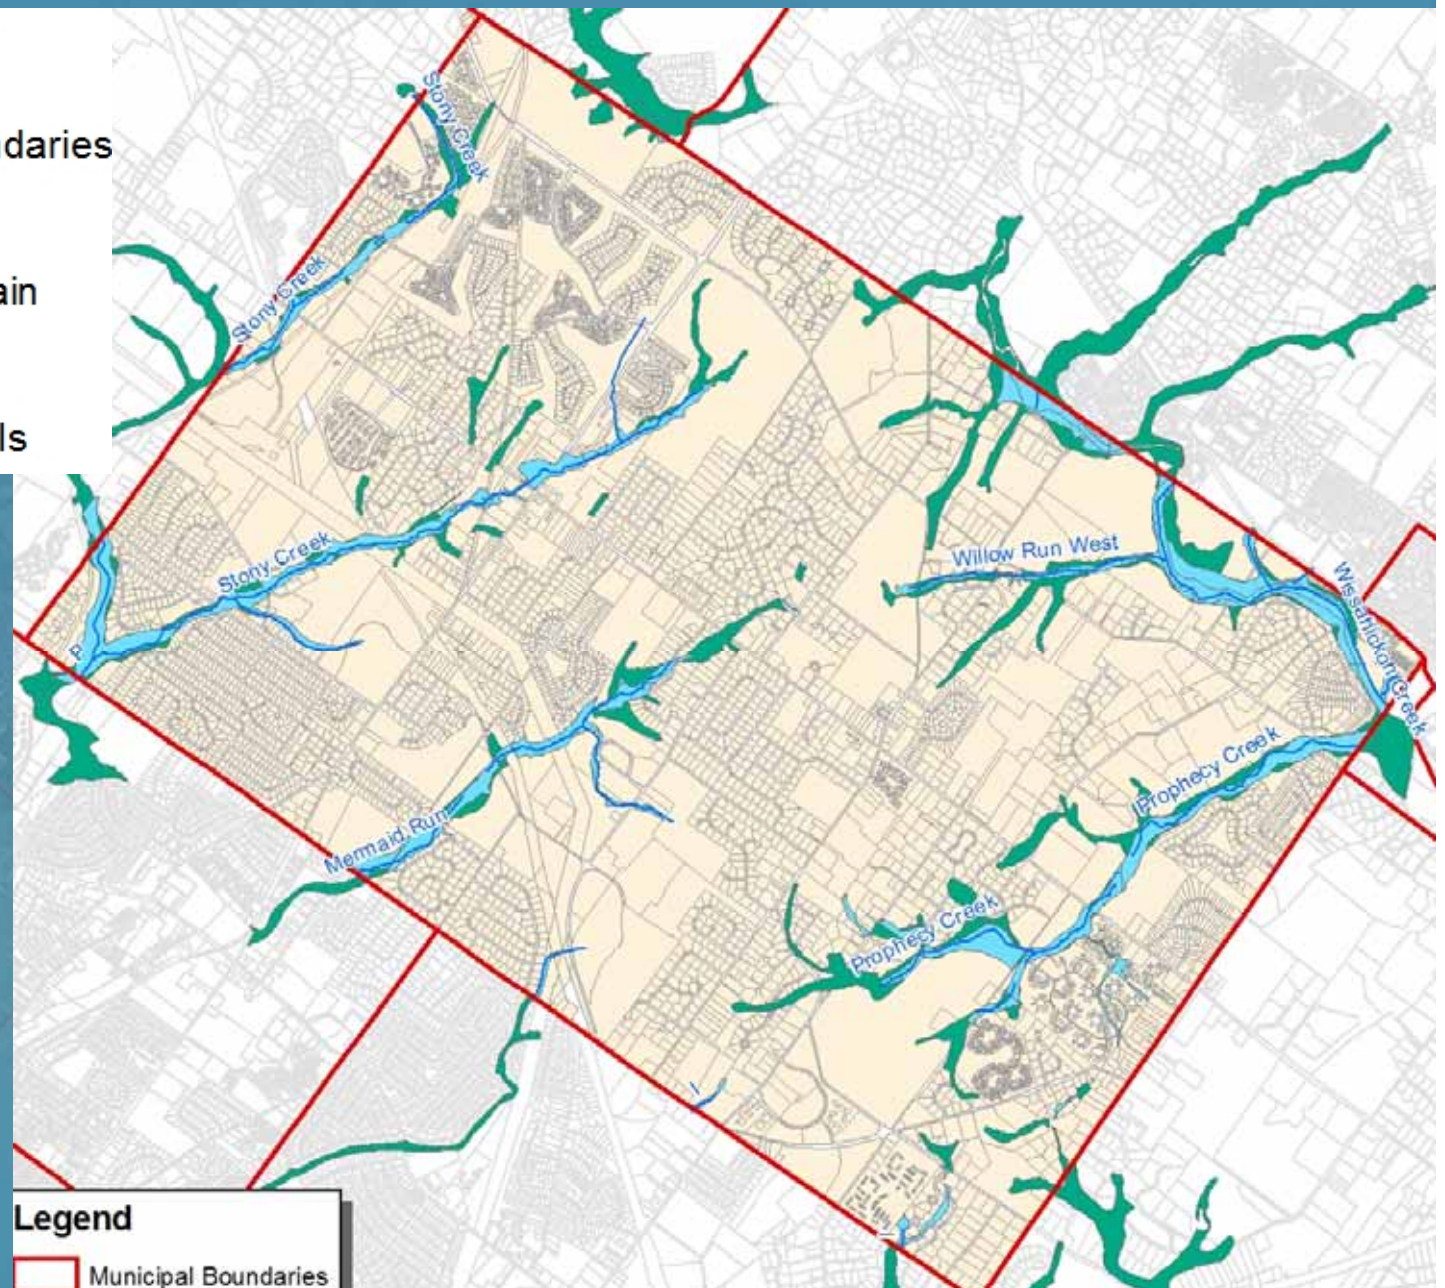 ndaries
ain
ls
Stony Creek
Stony Creek
Stony Creek
P
Willow Run West
Wissahickon Creek
Prophecy Creek
Mermaid Run
Prophecy Creek
Legend
Municipal Boundaries